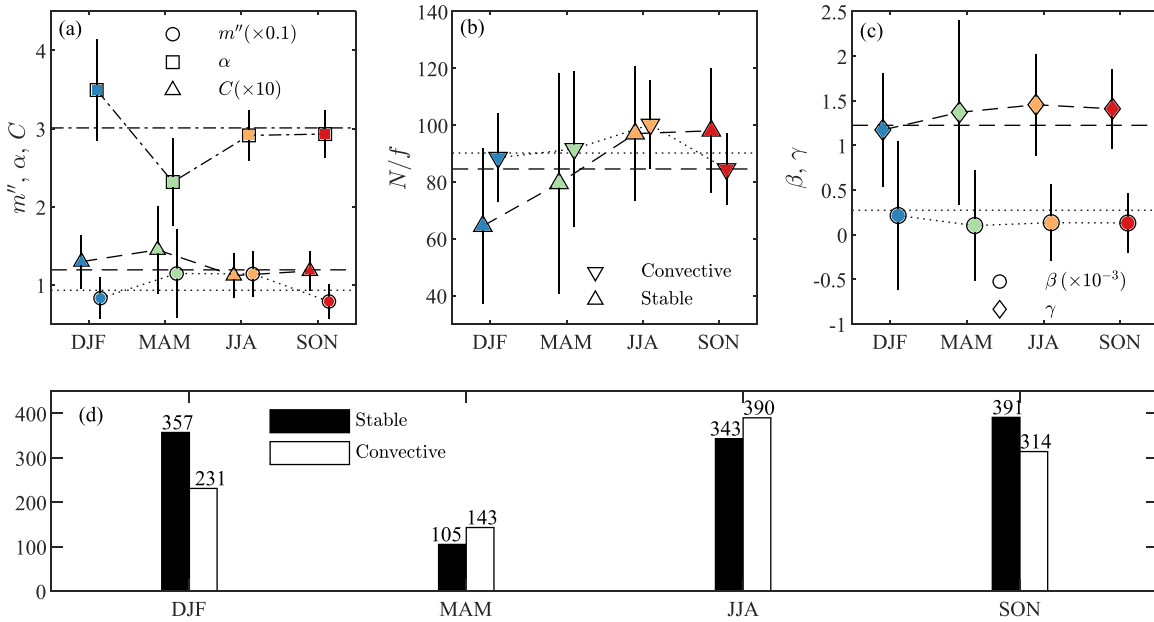 (a)
m''(×0.1)
α
C(×10)
4
3
2
1
m'', α, C
DJF MAM JJA SON
(b)
140
120
100
80
60
40
N/f
Convective
Stable
DJF MAM JJA SON
(c)
2.5
2
1.5
1
0.5
0
-0.5
-1
β, γ
β (×10⁻³)
γ
DJF MAM JJA SON
(d)
400
300
200
100
0
Stable
Convective
357
231
105
143
343
390
391
314
DJF MAM JJA SON